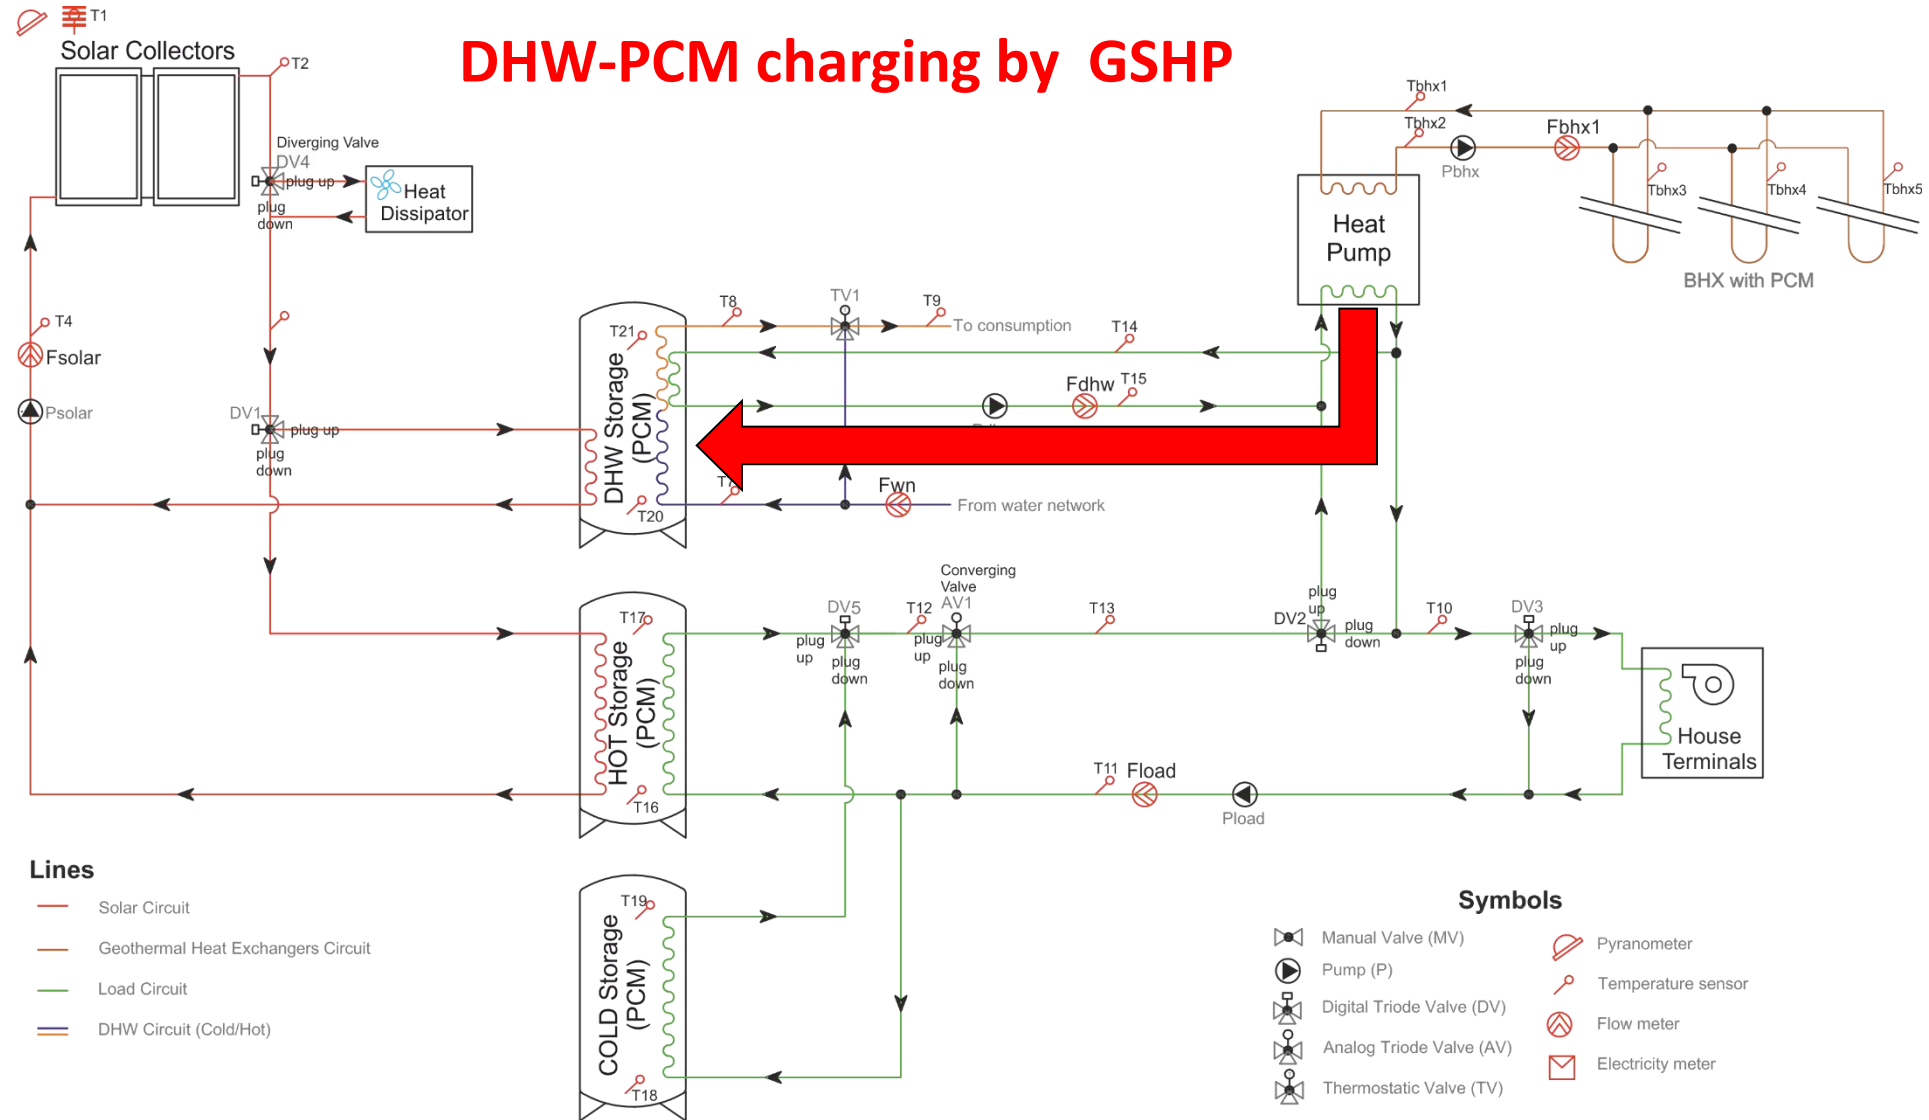 DHW-PCM charging by GSHP
T1
Solar Collectors
T2
Diverging Valve
DV4
plug up
plug
down
Heat
Dissipator
T4
Fsolar
Psolar
DV1
plug up
plug
down
Tbhx1
Tbhx2
Pbhx
Fbhx1
Tbhx3
Tbhx4
Tbhx5
BHX with PCM
Heat
Pump
T8
TV1
T9
To consumption
T14
T21
DHW Storage
(PCM)
T20
Fdhw
T15
Fwn
From water network
T17
HOT Storage
(PCM)
T16
DV5
plug
up
plug
down
T12
Converging
Valve
AV1
plug
up
plug
down
T13
plug
up
DV2
plug
down
T10
DV3
plug
up
plug
down
House
Terminals
T11
Fload
Pload
T19
COLD Storage
(PCM)
T18
Lines
Solar Circuit
Geothermal Heat Exchangers Circuit
Load Circuit
DHW Circuit (Cold/Hot)
Symbols
Manual Valve (MV)
Pump (P)
Digital Triode Valve (DV)
Analog Triode Valve (AV)
Thermostatic Valve (TV)
Pyranometer
Temperature sensor
Flow meter
Electricity meter